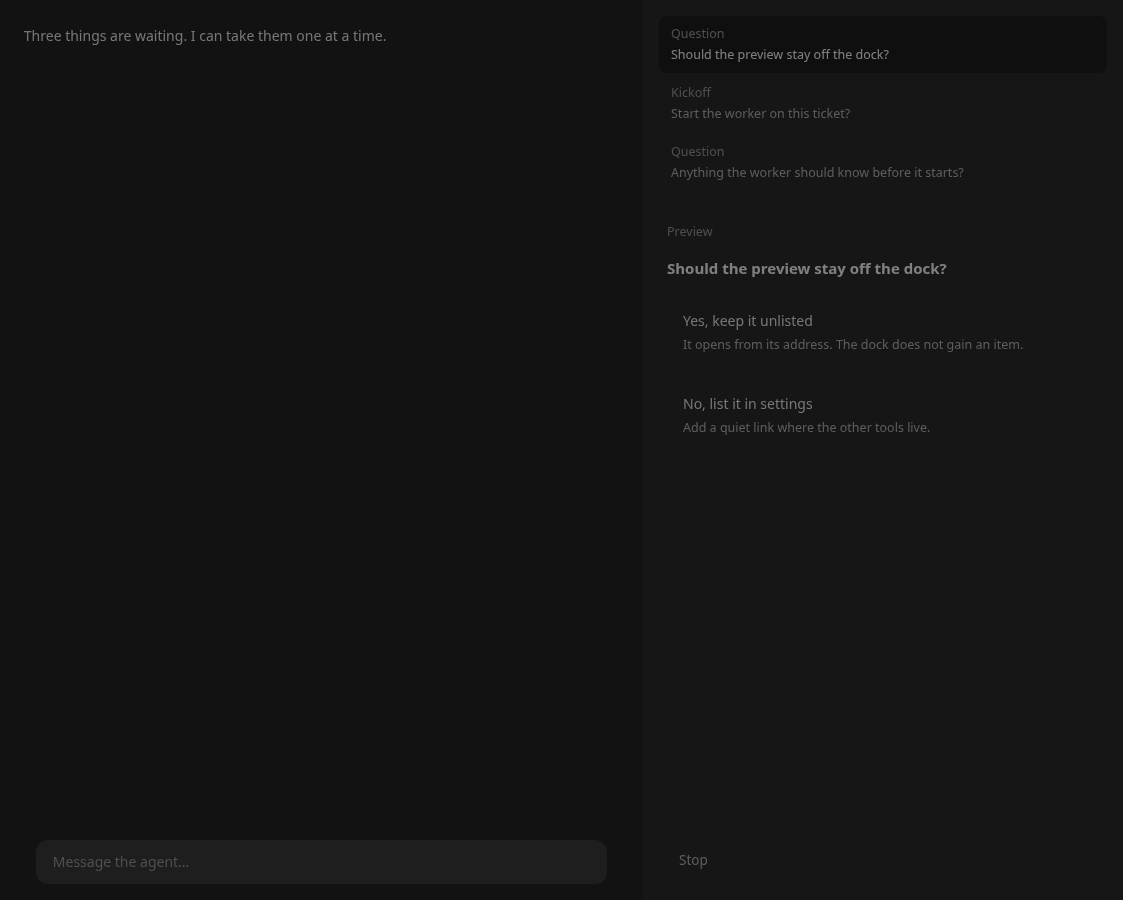 Three things are waiting. I can take them one at a time.
Message the agent...
Question
Should the preview stay off the dock?
Kickoff
Start the worker on this ticket?
Question
Anything the worker should know before it starts?
Preview
Should the preview stay off the dock?
Yes, keep it unlisted
It opens from its address. The dock does not gain an item.
No, list it in settings
Add a quiet link where the other tools live.
Stop